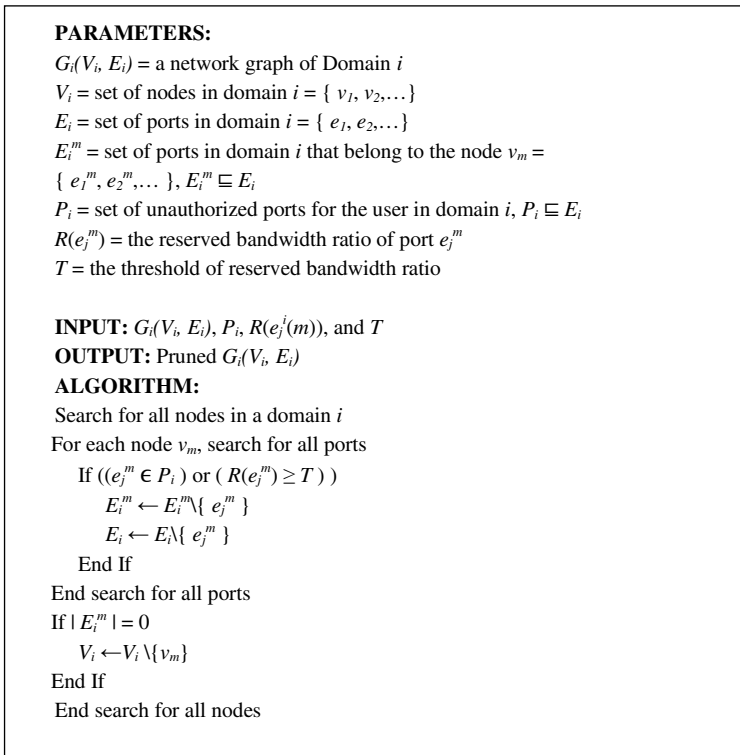 PARAMETERS:
Gᵢ(Vᵢ, Eᵢ) = a network graph of Domain i
Vᵢ = set of nodes in domain i = { v₁, v₂,…}
Eᵢ = set of ports in domain i = { e₁, e₂,…}
Eᵢᵐ = set of ports in domain i that belong to the node vₘ =
{ e₁ᵐ, e₂ᵐ,… }, Eᵢᵐ ⊑ Eᵢ
Pᵢ = set of unauthorized ports for the user in domain i, Pᵢ ⊑ Eᵢ
R(eⱼᵐ) = the reserved bandwidth ratio of port eⱼᵐ
T = the threshold of reserved bandwidth ratio
INPUT: Gᵢ(Vᵢ, Eᵢ), Pᵢ, R(eⱼⁱ(m)), and T
OUTPUT: Pruned Gᵢ(Vᵢ, Eᵢ)
ALGORITHM:
Search for all nodes in a domain i
For each node vₘ, search for all ports
If ((eⱼᵐ ∈ Pᵢ ) or ( R(eⱼᵐ) ≥ T ) )
Eᵢᵐ ← Eᵢᵐ\{ eⱼᵐ }
Eᵢ ← Eᵢ\{ eⱼᵐ }
End If
End search for all ports
If | Eᵢᵐ | = 0
Vᵢ ←Vᵢ \{vₘ}
End If
End search for all nodes